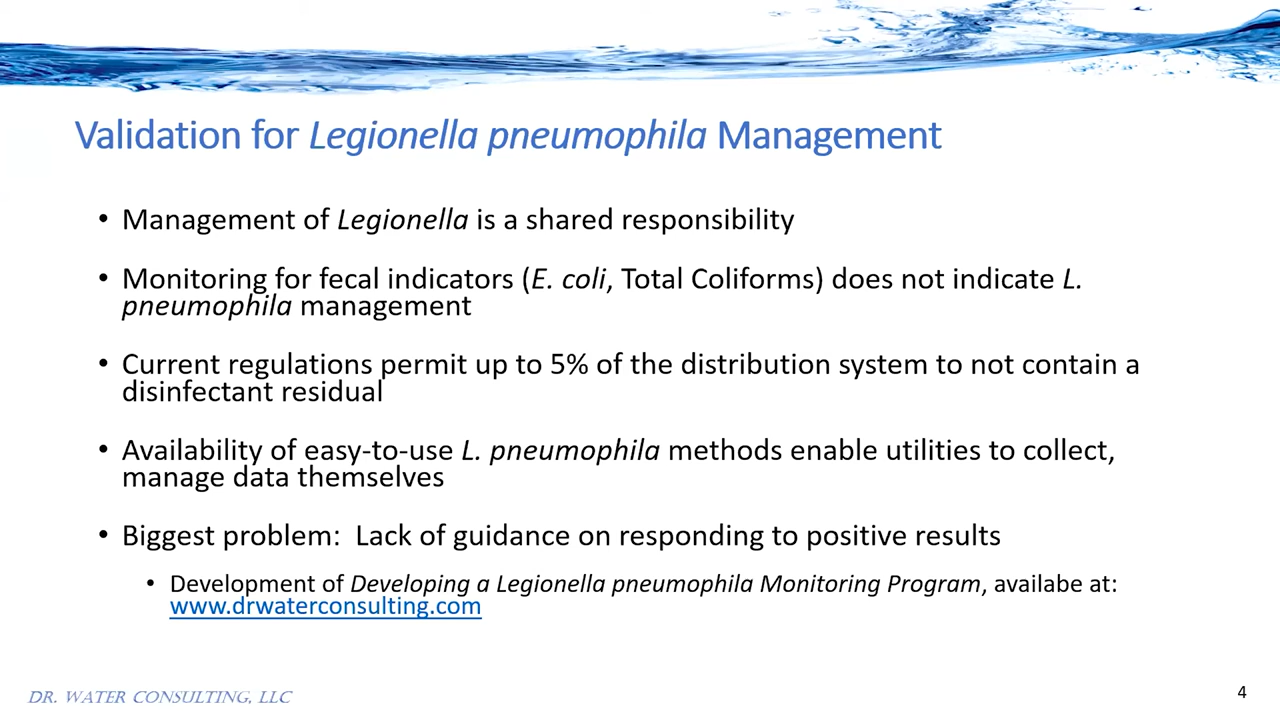 Validation for Legionella pneumophila Management
• Management of Legionella is a shared responsibility
• Monitoring for fecal indicators (E. coli, Total Coliforms) does not indicate L.
pneumophila management
• Current regulations permit up to 5% of the distribution system to not contain a
disinfectant residual
• Availability of easy-to-use L. pneumophila methods enable utilities to collect,
manage data themselves
• Biggest problem:  Lack of guidance on responding to positive results
• Development of Developing a Legionella pneumophila Monitoring Program, availabe at:
www.drwaterconsulting.com
DR. WATER CONSULTING, LLC
4